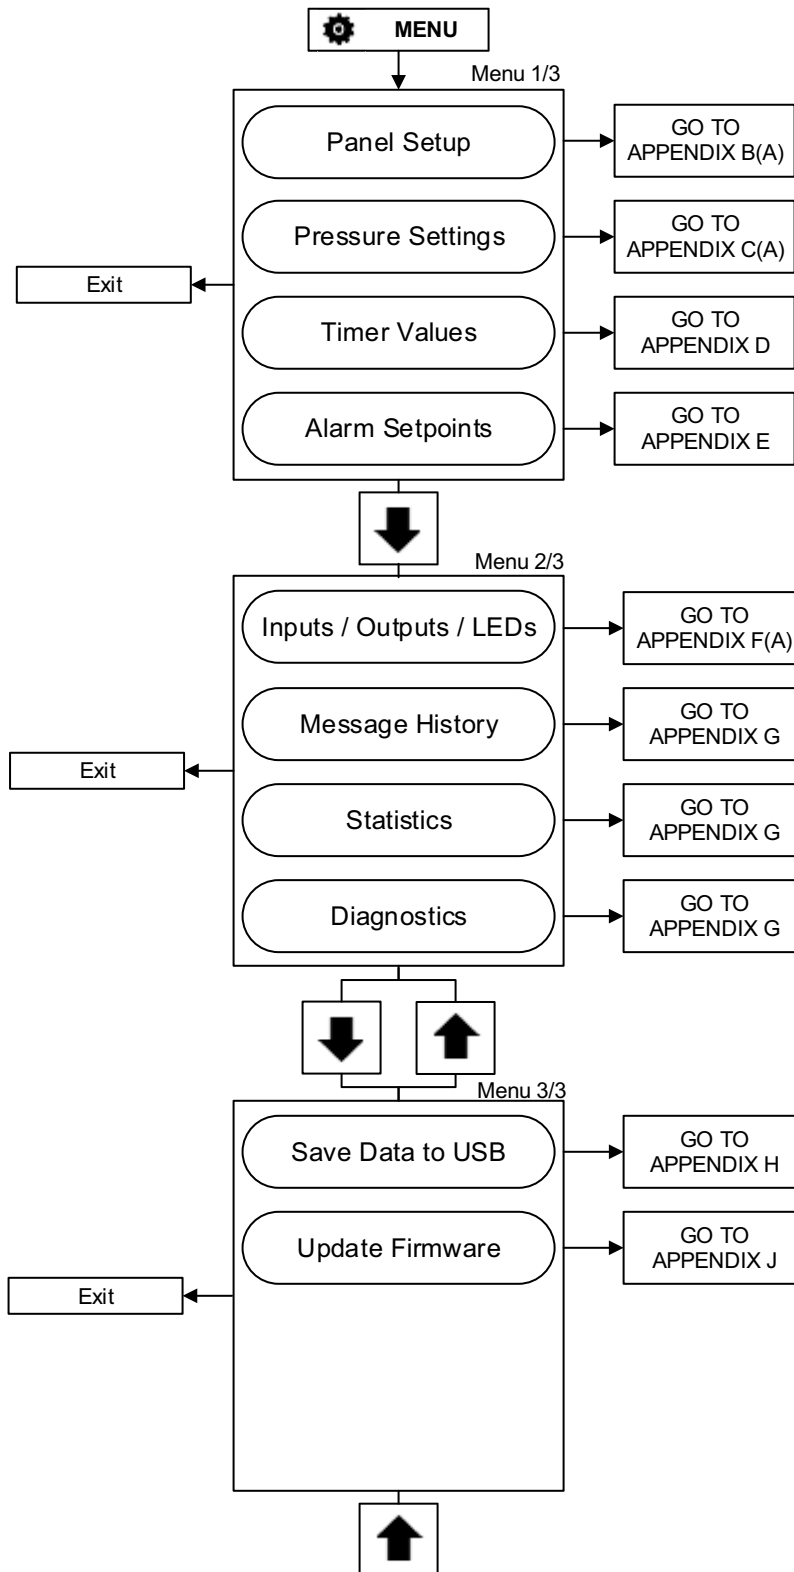 MENU
Menu 1/3
Panel Setup
GO TO
APPENDIX B(A)
Pressure Settings
GO TO
APPENDIX C(A)
Exit
Timer Values
GO TO
APPENDIX D
Alarm Setpoints
GO TO
APPENDIX E
Menu 2/3
Inputs / Outputs / LEDs
GO TO
APPENDIX F(A)
Message History
GO TO
APPENDIX G
Exit
Statistics
GO TO
APPENDIX G
Diagnostics
GO TO
APPENDIX G
Menu 3/3
Save Data to USB
GO TO
APPENDIX H
Update Firmware
GO TO
APPENDIX J
Exit